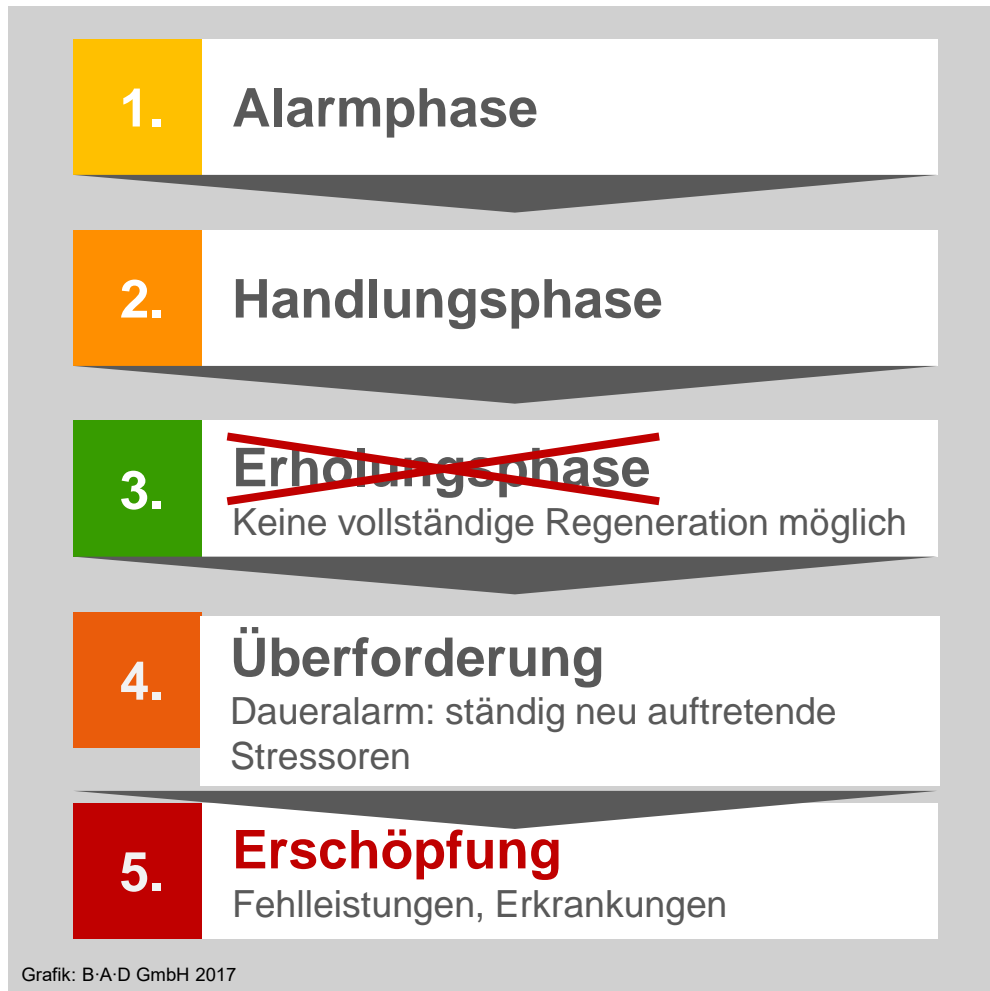 1.
Alarmphase
2.
Handlungsphase
3.
Erholungsphase
Keine vollständige Regeneration möglich
4.
Überforderung
Daueralarm: ständig neu auftretende
Stressoren
5.
Erschöpfung
Fehlleistungen, Erkrankungen
Grafik: B·A·D GmbH 2017